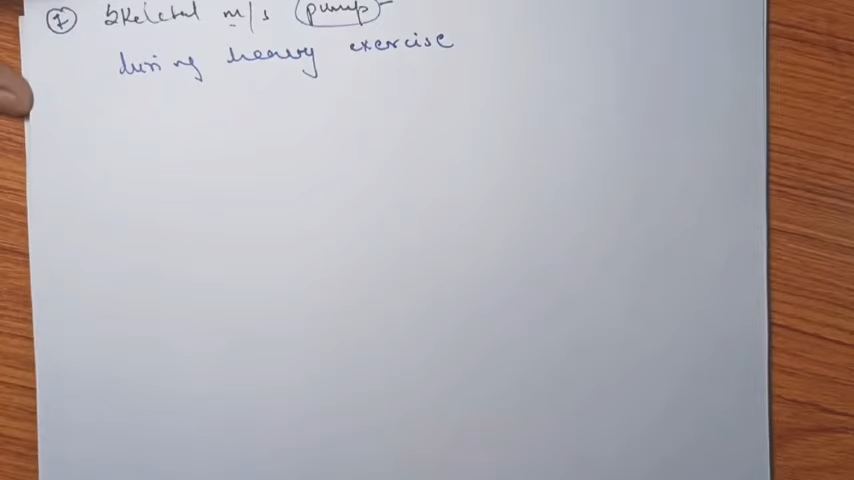 ⑦ Skeletal m/s pump -
during heavy exercise